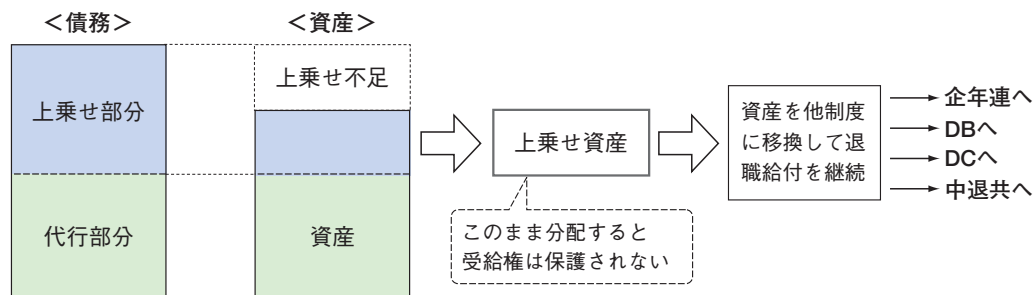 ＜債務＞
＜資産＞
上乗せ部分
代行部分
上乗せ不足
資産
上乗せ資産
このまま分配すると
受給権は保護されない
資産を他制度
に移換して退
職給付を継続
企年連へ
DBへ
DCへ
中退共へ